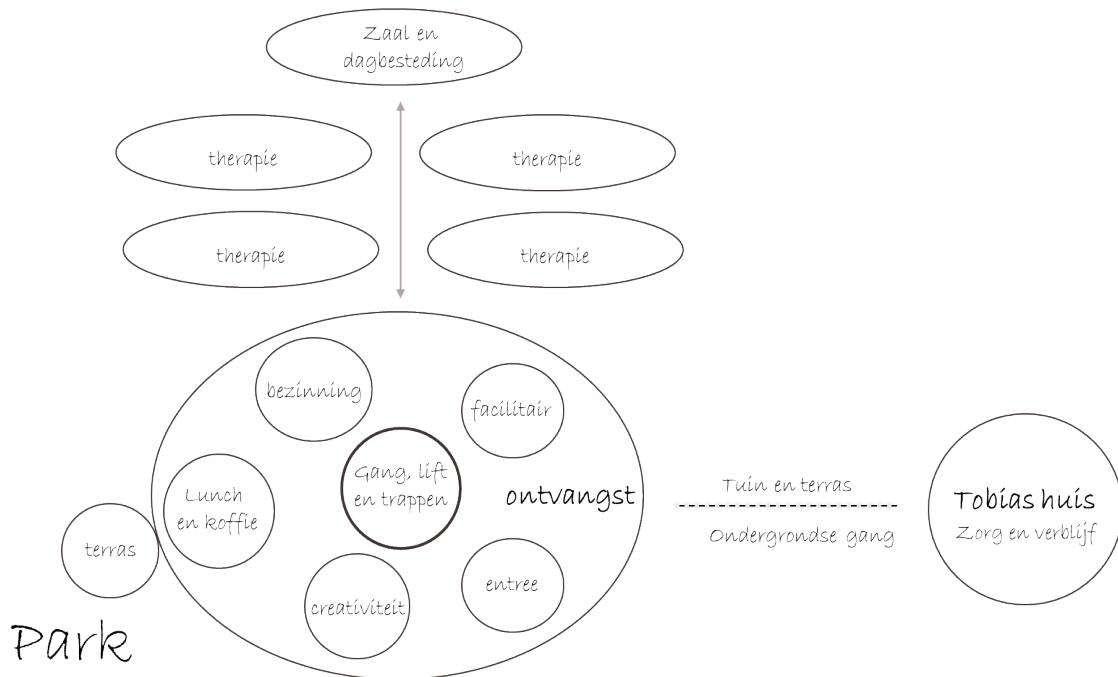 Zaal en
dagbesteding
therapie
therapie
therapie
therapie
bezinning
facilitair
Gang, lift
en trappen
Lunch
en koffie
ontvangst
terras
creativiteit
entree
Tuin en terras
Ondergrondse gang
Tobias huis
Zorg en verblijf
Park